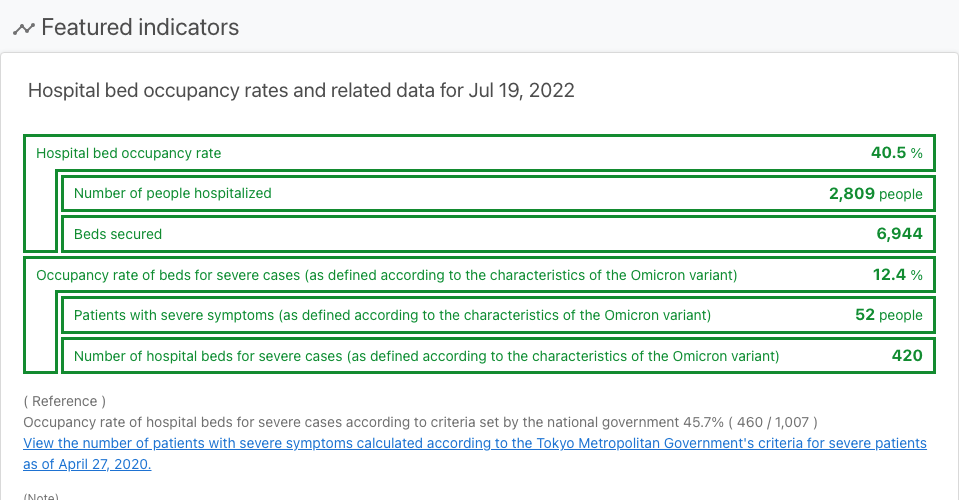 Featured indicators
Hospital bed occupancy rates and related data for Jul 19, 2022
Hospital bed occupancy rate 40.5 %
Number of people hospitalized 2,809 people
Beds secured 6,944
Occupancy rate of beds for severe cases (as defined according to the characteristics of the Omicron variant) 12.4 %
Patients with severe symptoms (as defined according to the characteristics of the Omicron variant) 52 people
Number of hospital beds for severe cases (as defined according to the characteristics of the Omicron variant) 420
( Reference )
Occupancy rate of hospital beds for severe cases according to criteria set by the national government 45.7% ( 460 / 1,007 )
View the number of patients with severe symptoms calculated according to the Tokyo Metropolitan Government's criteria for severe patients
as of April 27, 2020.
(Note)